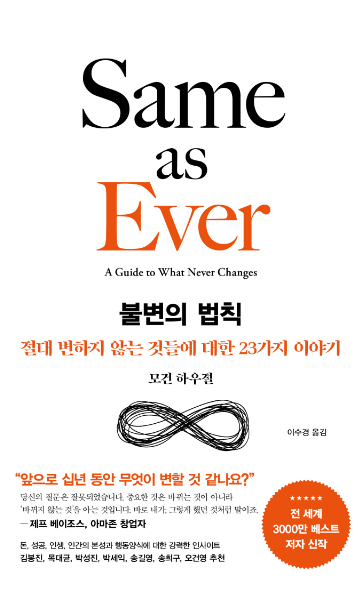 Same
as
Ever
A Guide to What Never Changes
불변의 법칙
절대 변하지 않는 것들에 대한 23가지 이야기
모건 하우절
이수경 옮김
“앞으로 십년 동안 무엇이 변할 것 같나요?”
당신의 질문은 잘못되었습니다. 중요한 것은 바뀌는 것이 아니라
‘바뀌지 않는 것’을 아는 것입니다. 바로 내가, 그렇게 했던 것처럼 말이죠.
— 제프 베이조스, 아마존 창업자
돈, 성공, 인생, 인간의 본성과 행동양식에 대한 강력한 인사이트
김봉진, 목대균, 박성진, 박세익, 송길영, 송희구, 오건영 추천
★★★★★
전 세계
3000만 베스트
저자 신작